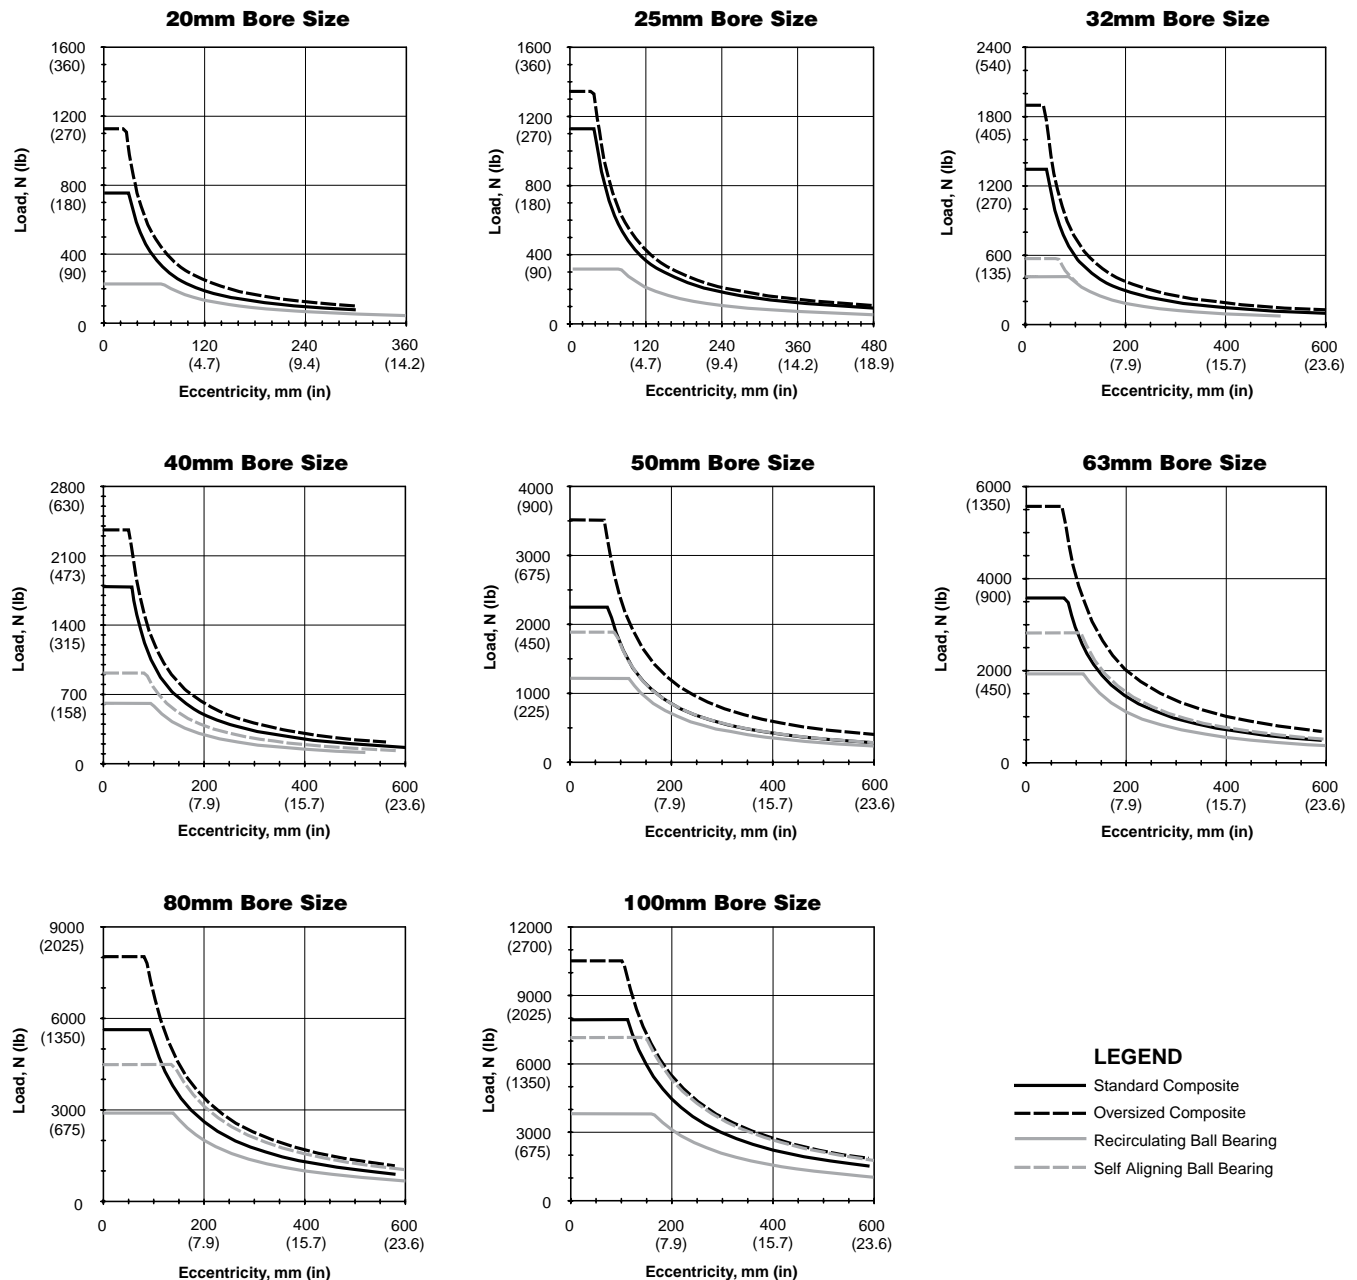 20mm Bore Size
1600
(360)
1200
(270)
800
(180)
400
(90)
0
Load, N (lb)
0 120 240 360
(4.7) (9.4) (14.2)
Eccentricity, mm (in)
25mm Bore Size
1600
(360)
1200
(270)
800
(180)
400
(90)
0
Load, N (lb)
0 120 240 360 480
(4.7) (9.4) (14.2) (18.9)
Eccentricity, mm (in)
32mm Bore Size
2400
(540)
1800
(405)
1200
(270)
600
(135)
0
Load, N (lb)
0 200 400 600
(7.9) (15.7) (23.6)
Eccentricity, mm (in)
40mm Bore Size
2800
(630)
2100
(473)
1400
(315)
700
(158)
0
Load, N (lb)
0 200 400 600
(7.9) (15.7) (23.6)
Eccentricity, mm (in)
50mm Bore Size
4000
(900)
3000
(675)
2000
(450)
1000
(225)
0
Load, N (lb)
0 200 400 600
(7.9) (15.7) (23.6)
Eccentricity, mm (in)
63mm Bore Size
6000
(1350)
4000
(900)
2000
(450)
0
Load, N (lb)
0 200 400 600
(7.9) (15.7) (23.6)
Eccentricity, mm (in)
80mm Bore Size
9000
(2025)
6000
(1350)
3000
(675)
0
Load, N (lb)
0 200 400 600
(7.9) (15.7) (23.6)
Eccentricity, mm (in)
100mm Bore Size
12000
(2700)
9000
(2025)
6000
(1350)
3000
(675)
0
Load, N (lb)
0 200 400 600
(7.9) (15.7) (23.6)
Eccentricity, mm (in)
LEGEND
Standard Composite
Oversized Composite
Recirculating Ball Bearing
Self Aligning Ball Bearing